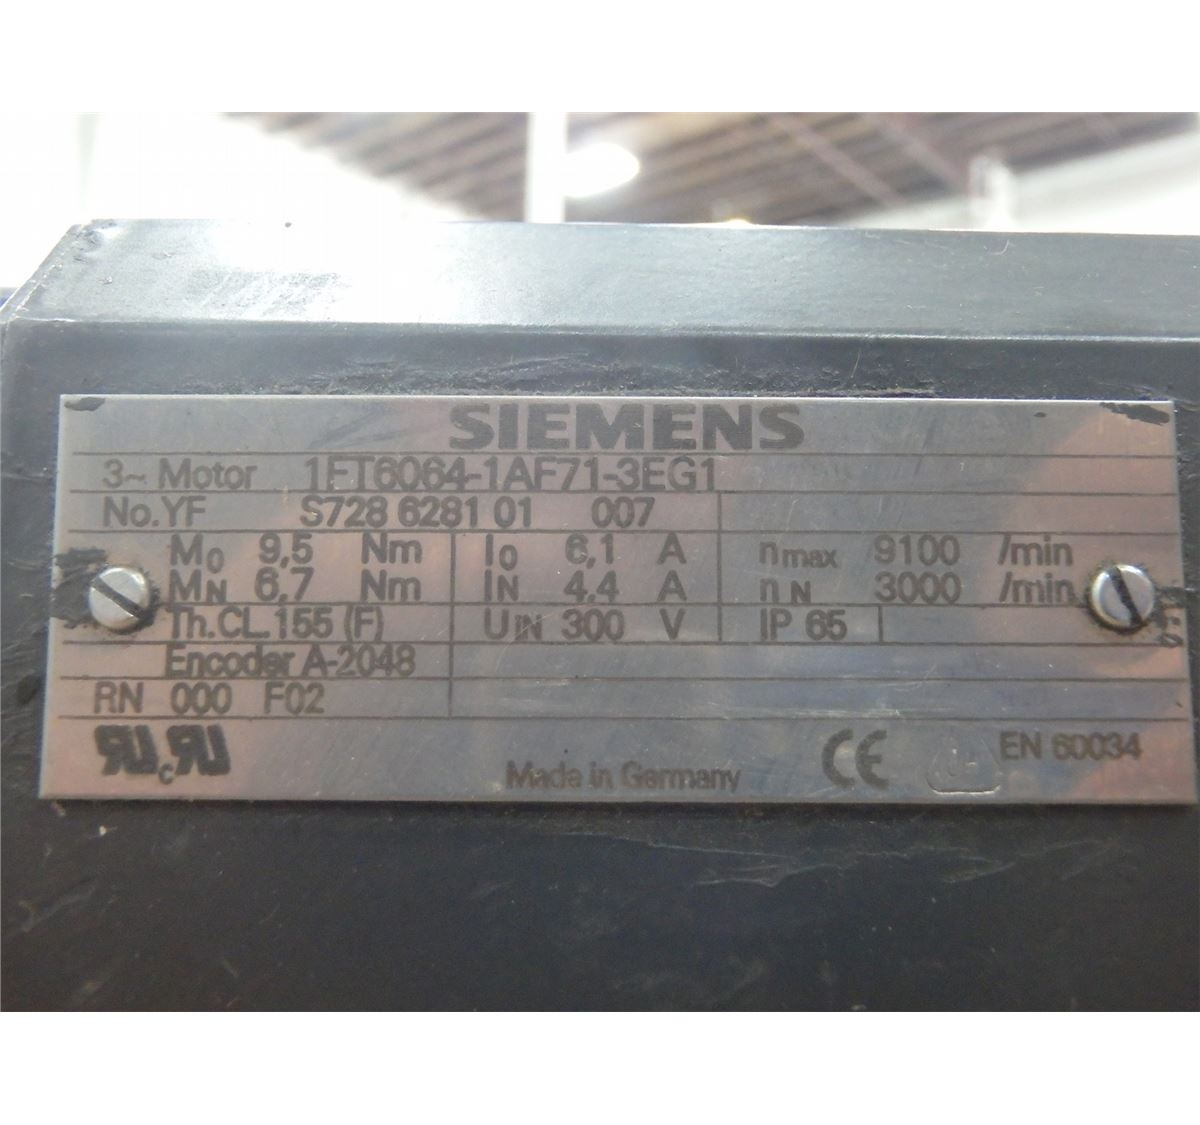 SIEMENS
3~ Motor 1FT6064-1AF71-3EG1
No.YF S728 6281 01 007
M0 9,5 Nm I0 6,1 A nmax 9100 /min
MN 6,7 Nm IN 4,4 A nN 3000 /min
Th.CL.155 (F) UIN 300 V IP 65
Encoder A-2048
RN 000 F02
Made in Germany CE EN 60034